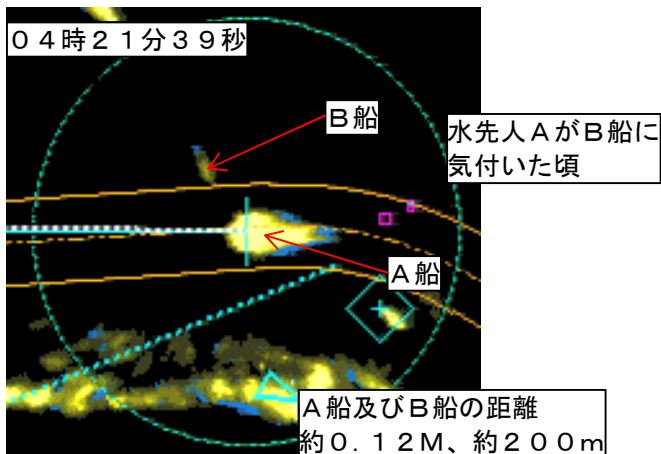 ０４時２１分３９秒
Ｂ船
水先人ＡがＢ船に
気付いた頃
Ａ船
Ａ船及びＢ船の距離
約０.１２Ｍ、約２００ｍ